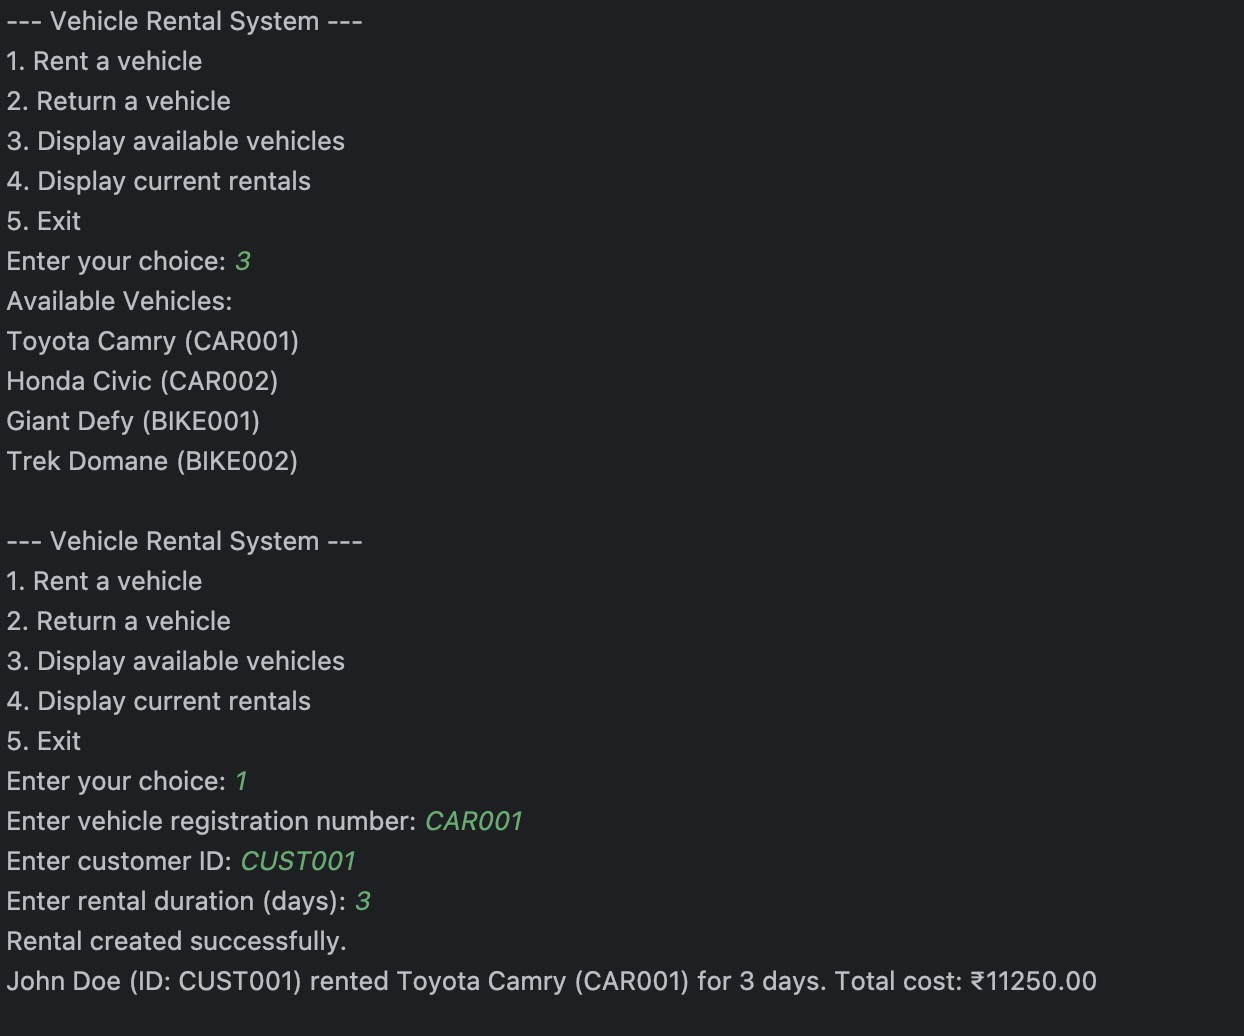 --- Vehicle Rental System ---
1. Rent a vehicle
2. Return a vehicle
3. Display available vehicles
4. Display current rentals
5. Exit
Enter your choice: 3
Available Vehicles:
Toyota Camry (CAR001)
Honda Civic (CAR002)
Giant Defy (BIKE001)
Trek Domane (BIKE002)

--- Vehicle Rental System ---
1. Rent a vehicle
2. Return a vehicle
3. Display available vehicles
4. Display current rentals
5. Exit
Enter your choice: 1
Enter vehicle registration number: CAR001
Enter customer ID: CUST001
Enter rental duration (days): 3
Rental created successfully.
John Doe (ID: CUST001) rented Toyota Camry (CAR001) for 3 days. Total cost: ₹11250.00